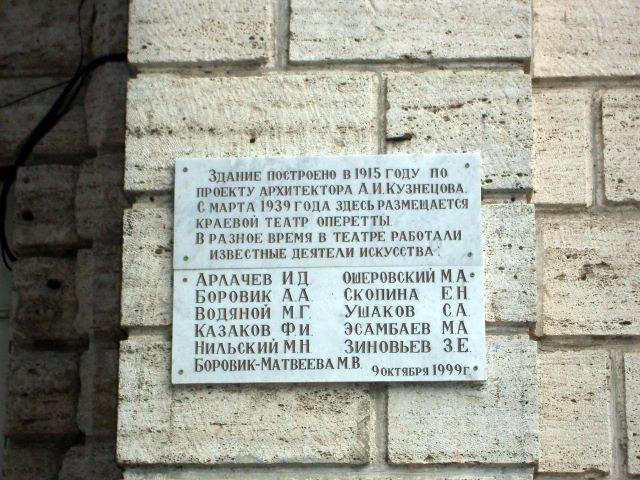 Здание построено в 1915 году по
проекту архитектора А.И.Кузнецова.
С марта 1939 года здесь размещается
краевой театр оперетты.
В разное время в театре работали
известные деятели искусства:
Арлачев И.Д. Ошеровский М.А.
Боровик А.А. Скопина Е.Н.
Водяной М.Г. Ушаков С.А.
Казаков Ф.И. Эсамбаев М.А.
Нильский М.Н. Зиновьев З.Е.
Боровик-Матвеева М.В. 9 октября 1999г.